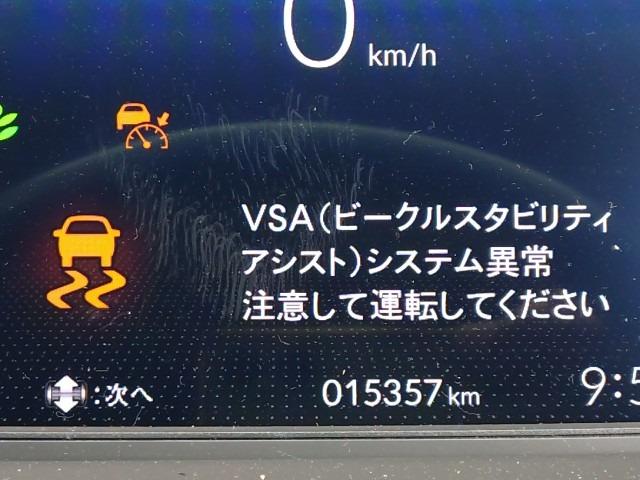 0 km/h
VSA(ビークルスタビリティ
アシスト)システム異常
注意して運転してください
:次へ
015357 km
9:5